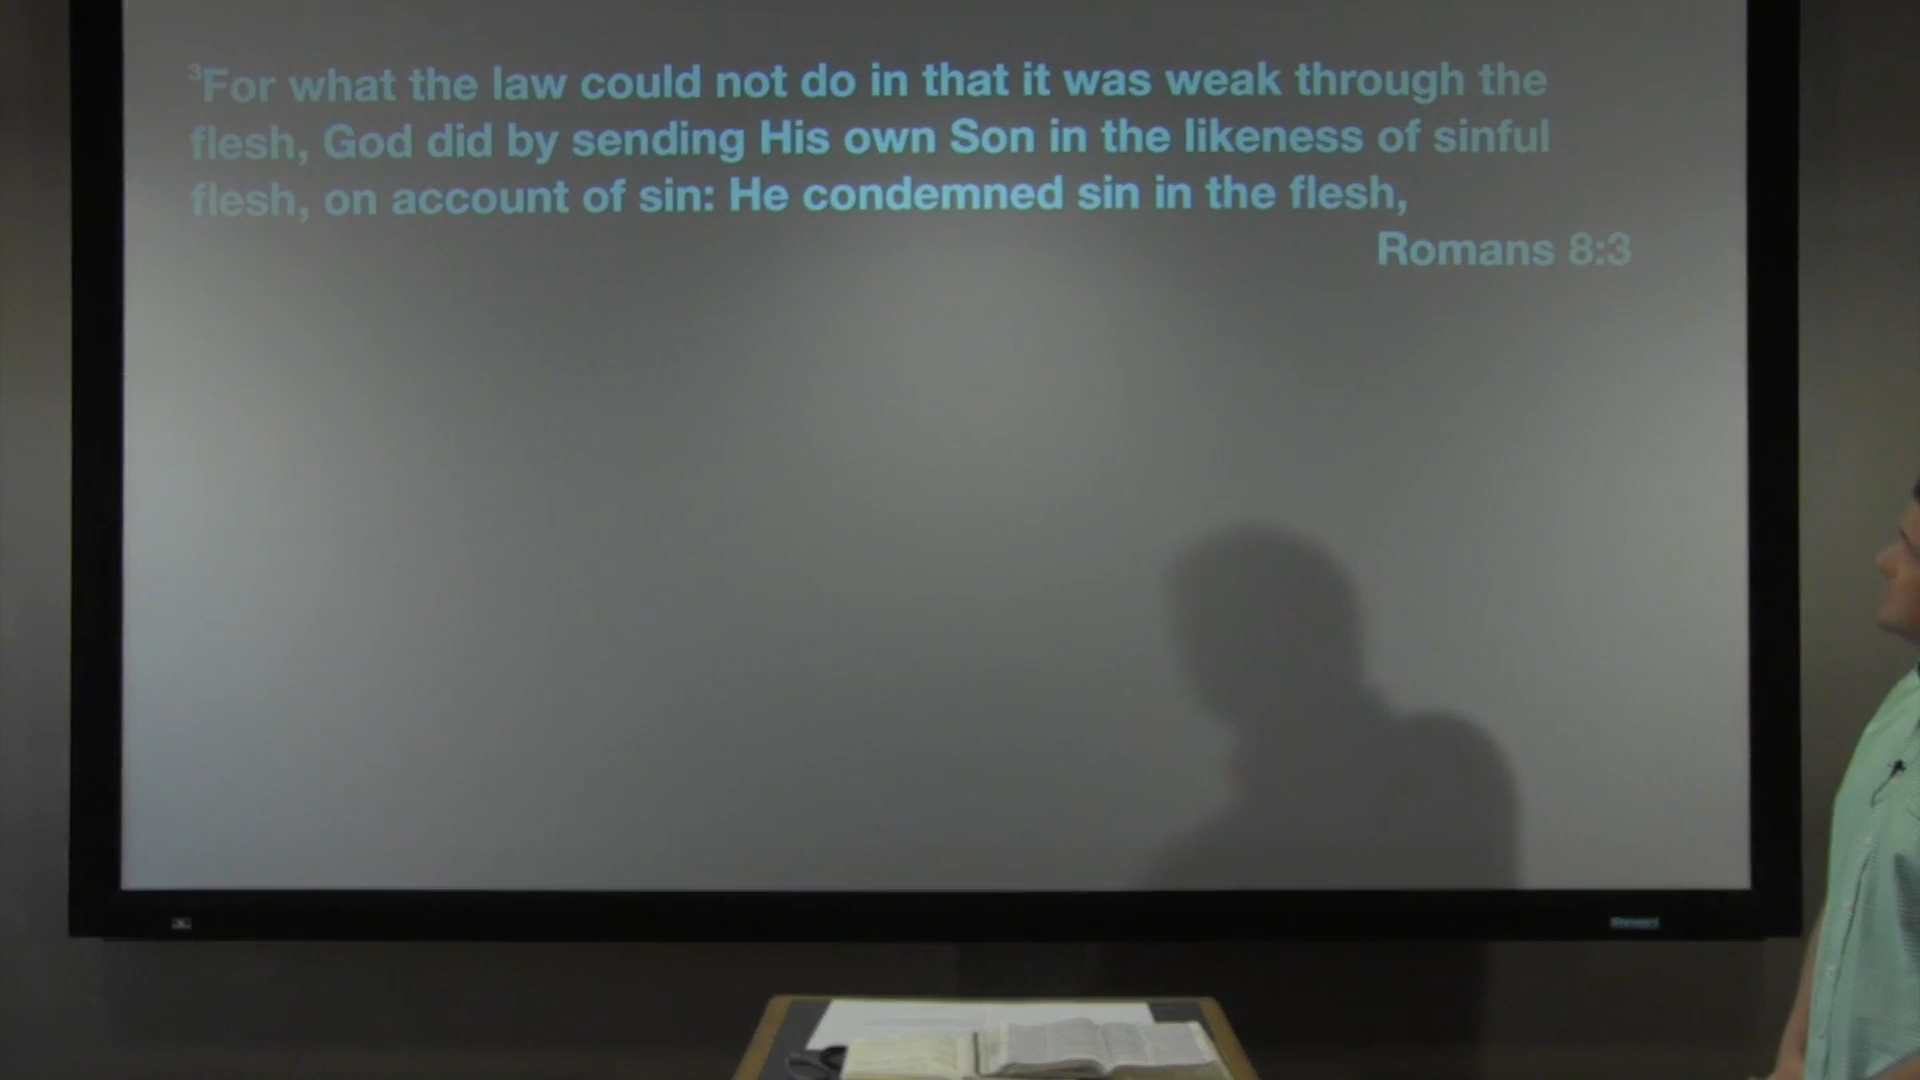 ³For what the law could not do in that it was weak through the
flesh, God did by sending His own Son in the likeness of sinful
flesh, on account of sin: He condemned sin in the flesh,
Romans 8:3
Stewart